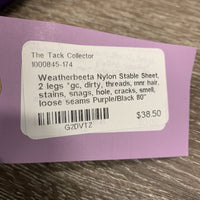 The Tack Collector
1000845-174
Weatherbeeta Nylon Stable Sheet,
2 legs "gc, dirty, threads, mnr hair,
stains, snags, hole, cracks, smell,
loose seams Purple/Black 80"
$38.50
G2DVTZ